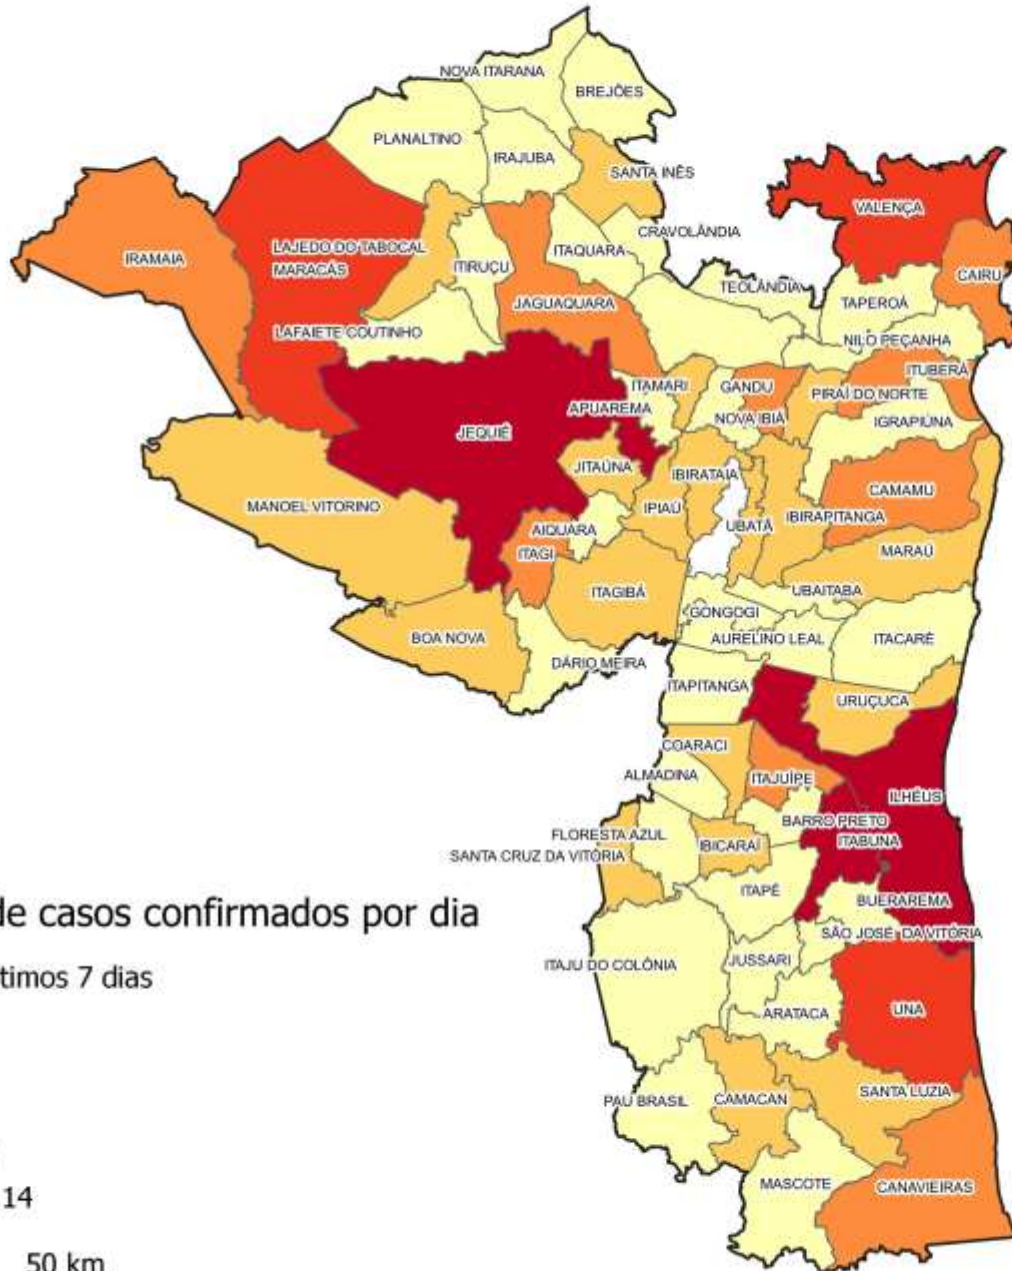 NOVA ITARANA
BREJÕES
PLANALTINO
IRAJUBA
SANTA INÊS
VALENÇA
CRAVOLÂNDIA
LAJEDO DO TABOCAL
ITAQUARA
IRAMAIA
MARACÁS
ITIRUÇU
CAIRU
TEOLÂNDIA
JAGUAQUARA
TAPEROÁ
LAFAIETE COUTINHO
NILO PEÇANHA
ITUBERÁ
ITAMARI
GANDU
PIRAÍ DO NORTE
APUAREMA
NOVA IBIÁ
IGRAPIÚNA
JEQUIÉ
JITAÚNA
IBIRATAIA
CAMAMU
MANOEL VITORINO
IPIAÚ
IBIRAPITANGA
AIQUARA
UBATÃ
ITAGI
MARAÚ
ITAGIBÁ
UBAITABA
GONGOGI
BOA NOVA
AURELINO LEAL
ITACARÉ
DÁRIO MEIRA
ITAPITANGA
URUÇUCA
COARACI
ALMADINA
ITAJUÍPE
ILHÉUS
BARRO PRETO
FLORESTA AZUL
ITABUNA
SANTA CRUZ DA VITÓRIA
IBICARAÍ
ITAPÉ
BUERAREMA
de casos confirmados por dia
SÃO JOSÉ DA VITÓRIA
ITAJU DO COLÔNIA
JUSSARI
timos 7 dias
ARATACA
UNA
PAU BRASIL
CAMACAN
SANTA LUZIA
MASCOTE
CANAVIEIRAS
14
50 km